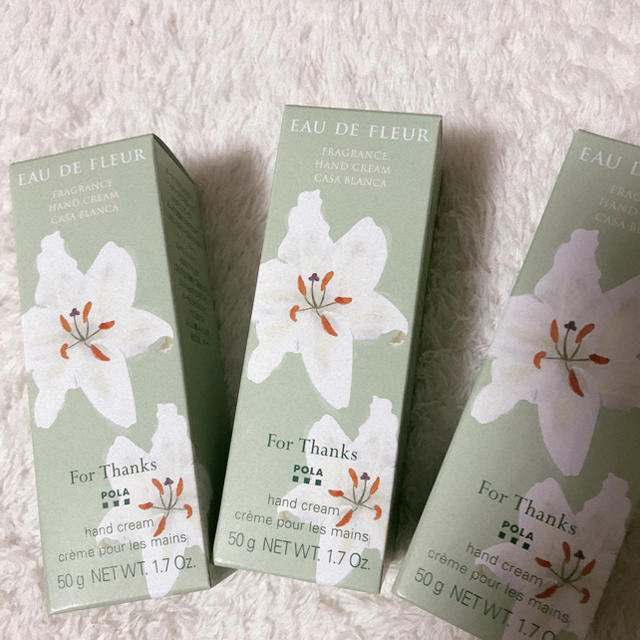 EAU DE FLEUR
FRAGRANCE
HAND CREAM
CASA BLANCA
For Thanks
POLA
hand cream
crème pour les mains
50 g NET WT. 1.7 Oz.
EAU DE FLEUR
FRAGRANCE
HAND CREAM
CASA BLANCA
For Thanks
POLA
hand cream
crème pour les mains
50 g NET WT. 1.7 Oz.
EAU D
FRAG
HAND
CASA B
For Thanks
POLA
hand cream
crème pour les mains
50 g NET WT. 1.7 O